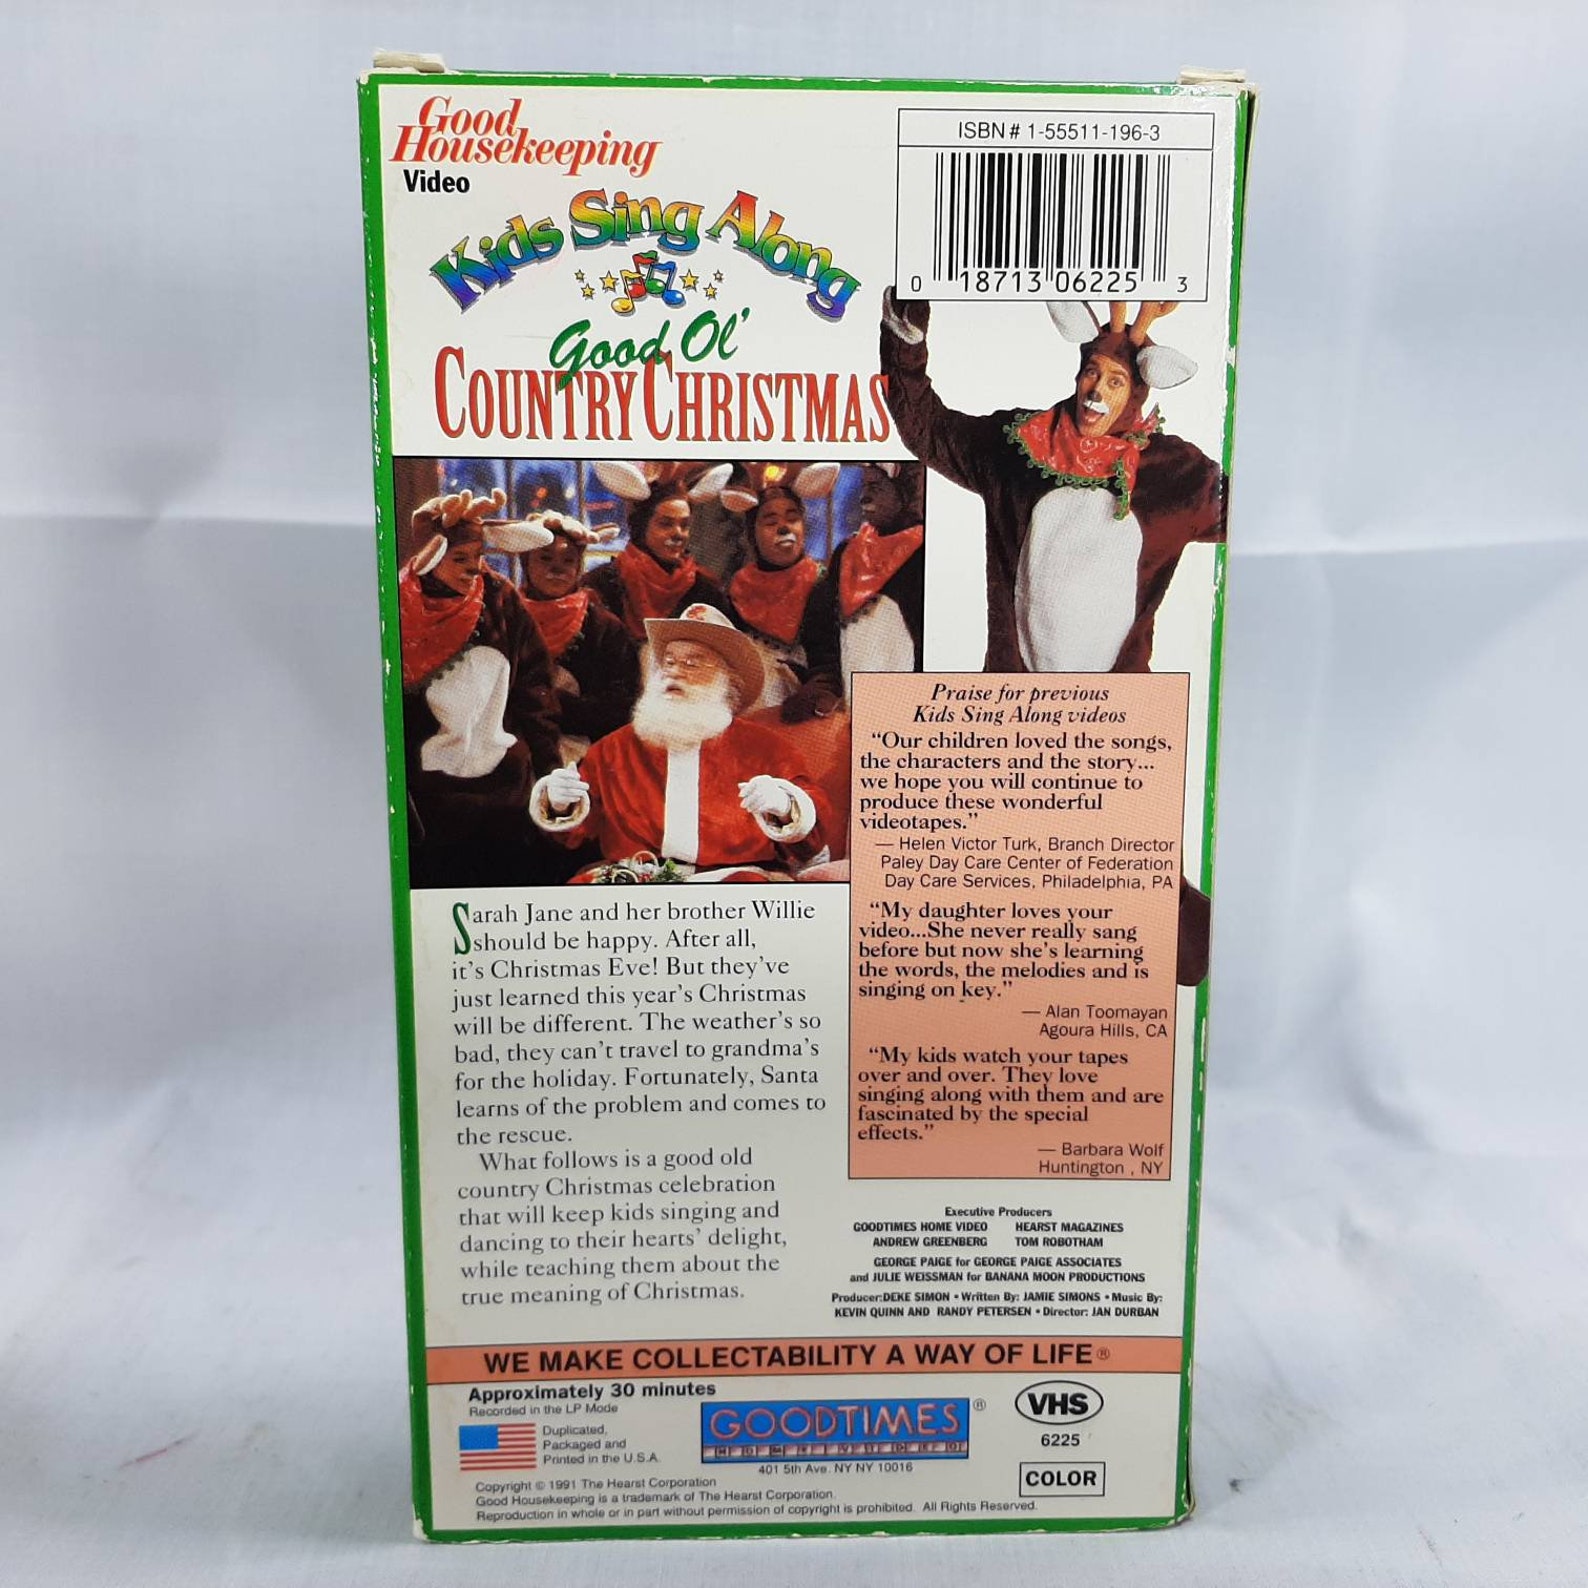 Good
Housekeeping
Video
Kids Sing Along
Good Ol'
COUNTRY CHRISTMAS
ISBN # 1-55511-196-3
0 18713 06225 3
Praise for previous
Kids Sing Along videos
“Our children loved the songs,
the characters and the story...
we hope you will continue to
produce these wonderful
videotapes.”
— Helen Victor Turk, Branch Director
Paley Day Care Center of Federation
Day Care Services, Philadelphia, PA
“My daughter loves your
video...She never really sang
before but now she’s learning
the words, the melodies and is
singing on key.”
— Alan Toomayan
Agoura Hills, CA
“My kids watch your tapes
over and over. They love
singing along with them and are
fascinated by the special
effects.”
— Barbara Wolf
Huntington , NY
Sarah Jane and her brother Willie
should be happy. After all,
it’s Christmas Eve! But they’ve
just learned this year’s Christmas
will be different. The weather’s so
bad, they can’t travel to grandma’s
for the holiday. Fortunately, Santa
learns of the problem and comes to
the rescue.
What follows is a good old
country Christmas celebration
that will keep kids singing and
dancing to their hearts’ delight,
while teaching them about the
true meaning of Christmas.
Executive Producers
GOODTIMES HOME VIDEO HEARST MAGAZINES
ANDREW GREENBERG TOM ROBOTHAM
GEORGE PAIGE for GEORGE PAIGE ASSOCIATES
and JULIE WEISSMAN for BANANA MOON PRODUCTIONS
Producer:DEKE SIMON • Written By: JAMIE SIMONS • Music By:
KEVIN QUINN AND RANDY PETERSEN • Director: JAN DURBAN
WE MAKE COLLECTABILITY A WAY OF LIFE®
Approximately 30 minutes
Recorded in the LP Mode
Duplicated,
Packaged and
Printed in the U.S.A.
GOODTIMES ®
HOME VIDEO
401 5th Ave. NY NY 10016
VHS
6225
COLOR
Copyright © 1991 The Hearst Corporation
Good Housekeeping is a trademark of The Hearst Corporation.
Reproduction in whole or in part without permission of copyright is prohibited. All Rights Reserved.